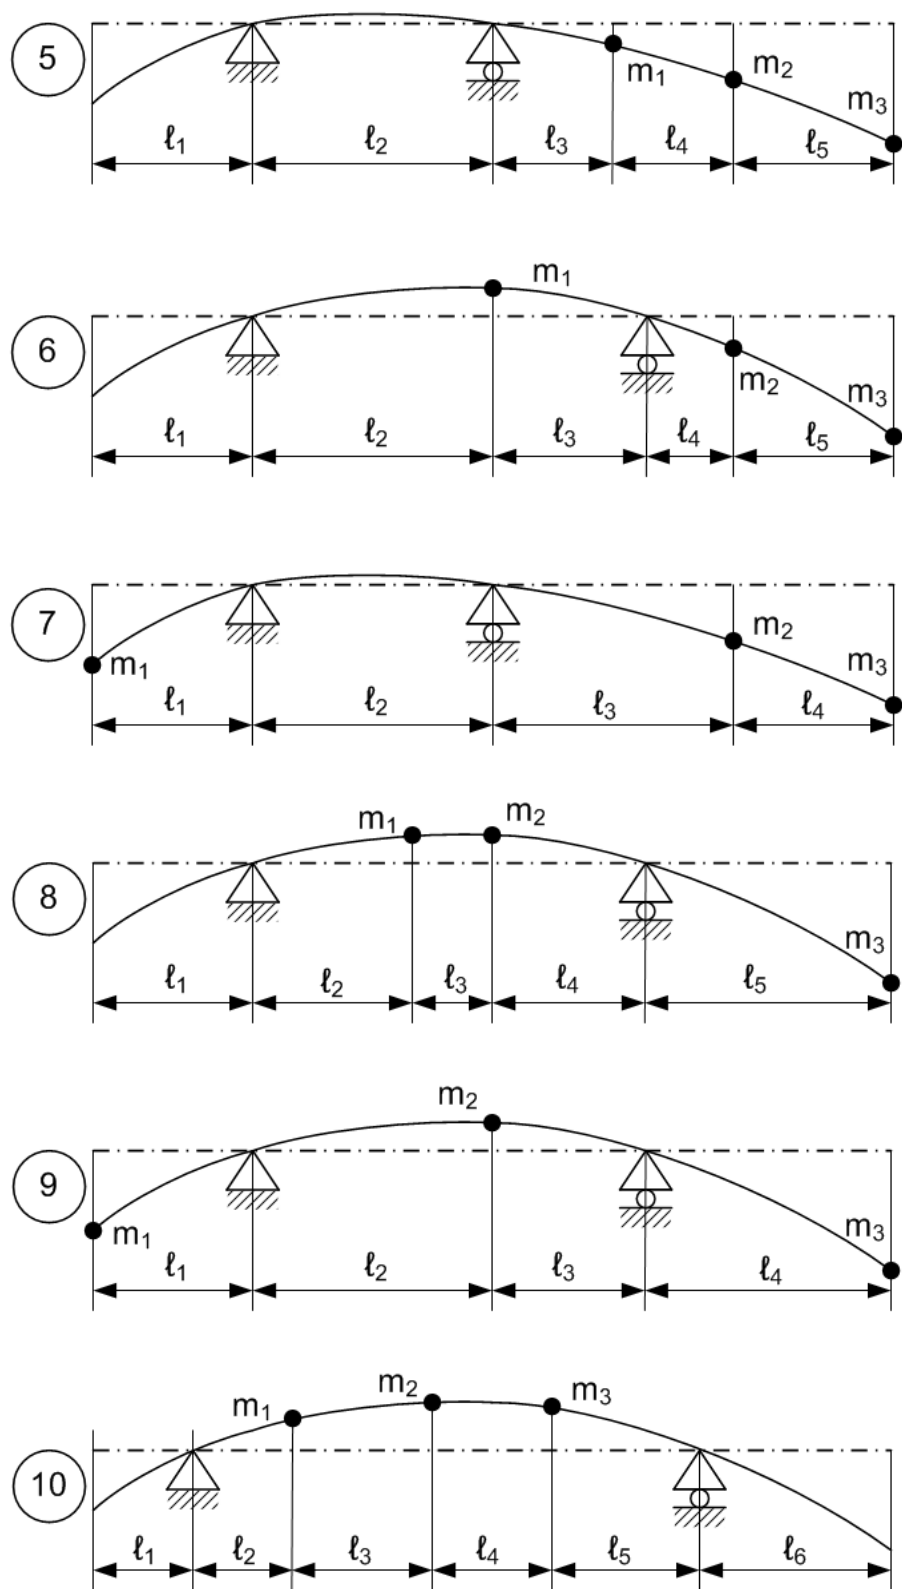 5
m₁
m₂
m₃
ℓ₁ ℓ₂ ℓ₃ ℓ₄ ℓ₅
6
m₁
m₂
m₃
ℓ₁ ℓ₂ ℓ₃ ℓ₄ ℓ₅
7
m₁
m₂
m₃
ℓ₁ ℓ₂ ℓ₃ ℓ₄
8
m₁
m₂
m₃
ℓ₁ ℓ₂ ℓ₃ ℓ₄ ℓ₅
9
m₁
m₂
m₃
ℓ₁ ℓ₂ ℓ₃ ℓ₄
10
m₁
m₂
m₃
ℓ₁ ℓ₂ ℓ₃ ℓ₄ ℓ₅ ℓ₆